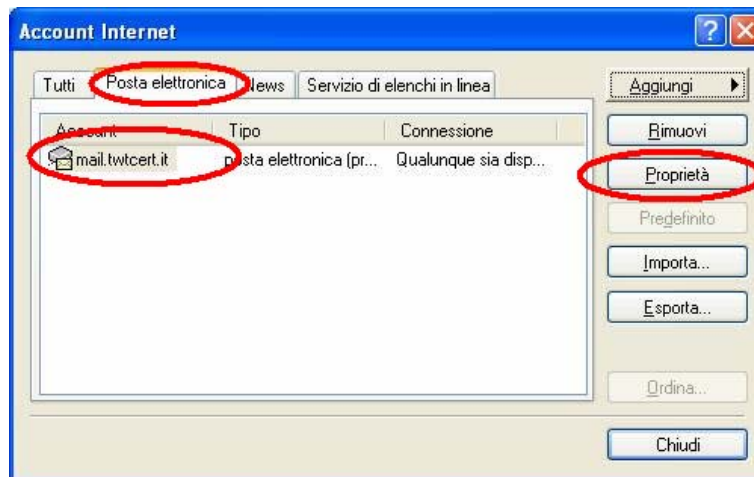 Account Internet
Tutti Posta elettronica News Servizio di elenchi in linea
Aggiungi
Account Tipo Connessione
Rimuovi
mail.twtcert.it posta elettronica (pr... Qualunque sia disp...
Proprietà
Predefinito
Importa...
Esporta...
Ordina...
Chiudi